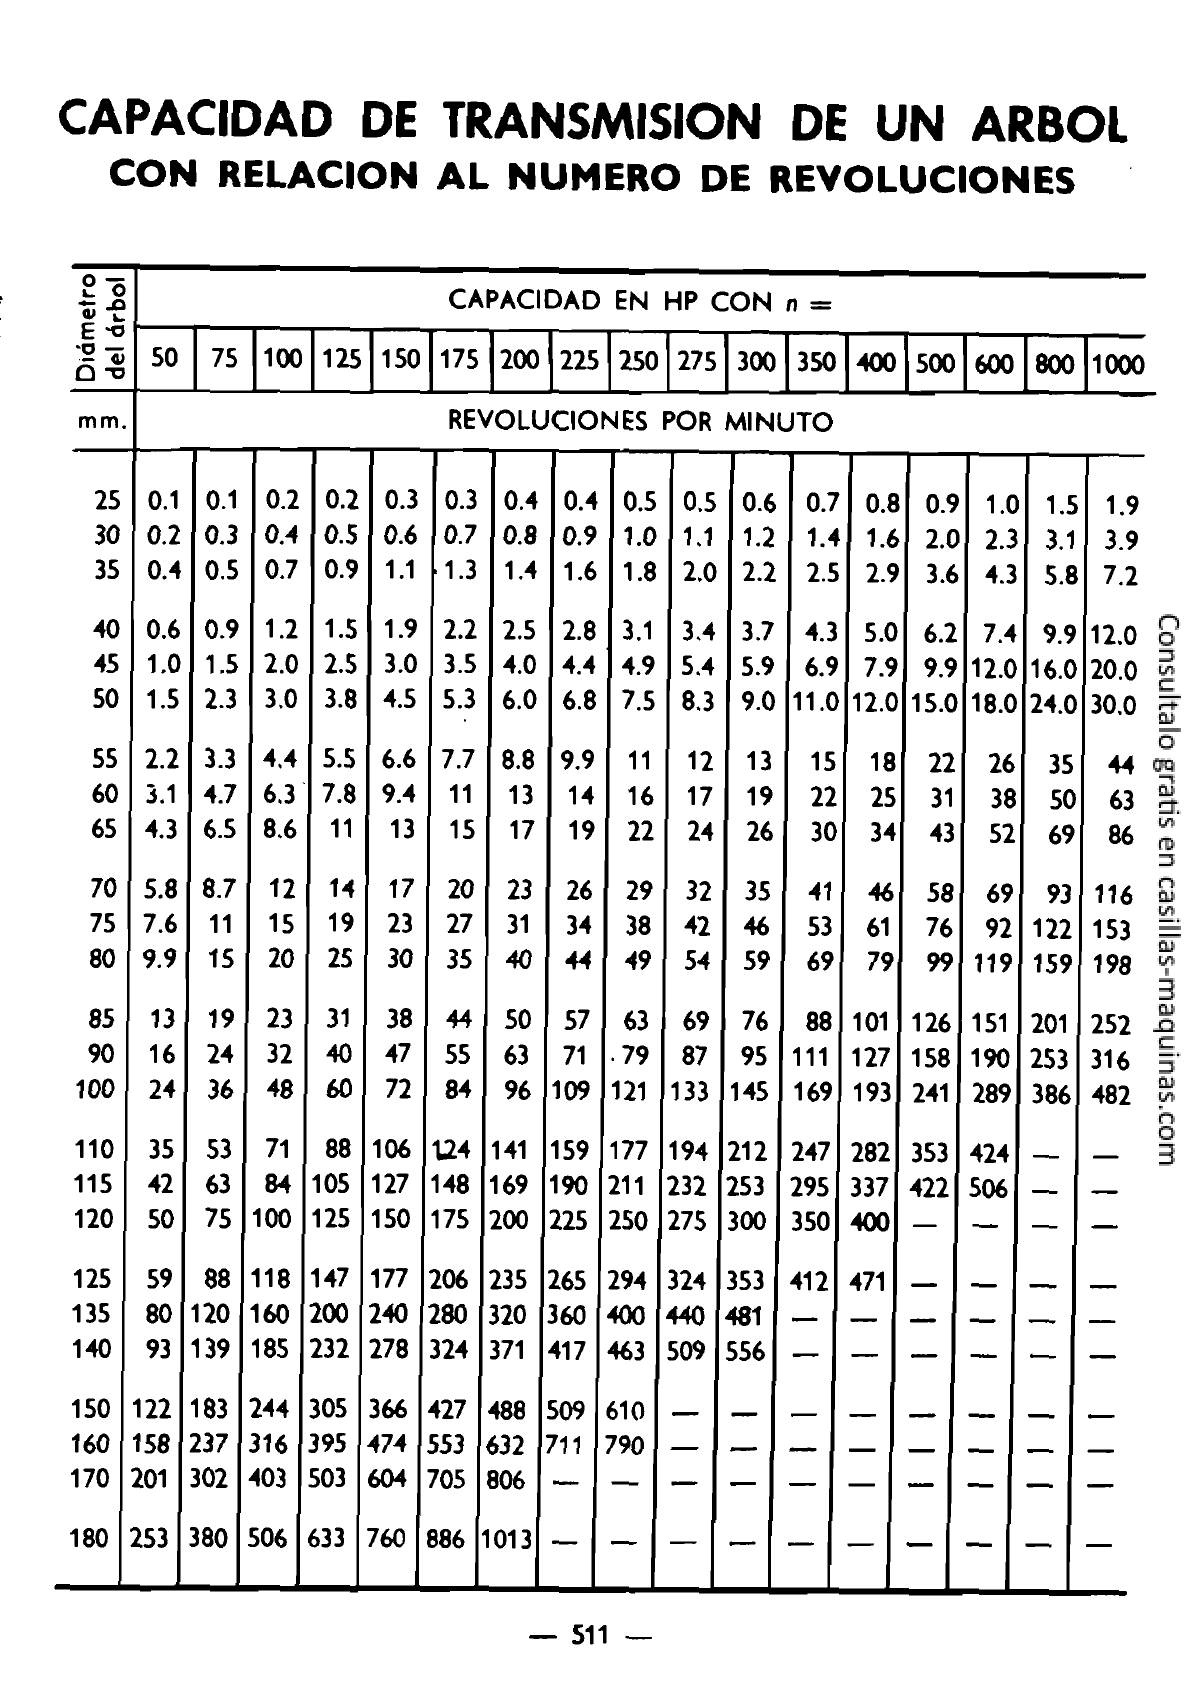 CAPACIDAD DE TRANSMISION DE UN ARBOL
CON RELACION AL NUMERO DE REVOLUCIONES
Diámetro del árbol
CAPACIDAD EN HP CON n =
50 75 100 125 150 175 200 225 250 275 300 350 400 500 600 800 1000
mm. REVOLUCIONES POR MINUTO
25 0.1 0.1 0.2 0.2 0.3 0.3 0.4 0.4 0.5 0.5 0.6 0.7 0.8 0.9 1.0 1.5 1.9
30 0.2 0.3 0.4 0.5 0.6 0.7 0.8 0.9 1.0 1.1 1.2 1.4 1.6 2.0 2.3 3.1 3.9
35 0.4 0.5 0.7 0.9 1.1 1.3 1.4 1.6 1.8 2.0 2.2 2.5 2.9 3.6 4.3 5.8 7.2
40 0.6 0.9 1.2 1.5 1.9 2.2 2.5 2.8 3.1 3.4 3.7 4.3 5.0 6.2 7.4 9.9 12.0
45 1.0 1.5 2.0 2.5 3.0 3.5 4.0 4.4 4.9 5.4 5.9 6.9 7.9 9.9 12.0 16.0 20.0
50 1.5 2.3 3.0 3.8 4.5 5.3 6.0 6.8 7.5 8.3 9.0 11.0 12.0 15.0 18.0 24.0 30.0
55 2.2 3.3 4.4 5.5 6.6 7.7 8.8 9.9 11 12 13 15 18 22 26 35 44
60 3.1 4.7 6.3 7.8 9.4 11 13 14 16 17 19 22 25 31 38 50 63
65 4.3 6.5 8.6 11 13 15 17 19 22 24 26 30 34 43 52 69 86
70 5.8 8.7 12 14 17 20 23 26 29 32 35 41 46 58 69 93 116
75 7.6 11 15 19 23 27 31 34 38 42 46 53 61 76 92 122 153
80 9.9 15 20 25 30 35 40 44 49 54 59 69 79 99 119 159 198
85 13 19 23 31 38 44 50 57 63 69 76 88 101 126 151 201 252
90 16 24 32 40 47 55 63 71 79 87 95 111 127 158 190 253 316
100 24 36 48 60 72 84 96 109 121 133 145 169 193 241 289 386 482
110 35 53 71 88 106 124 141 159 177 194 212 247 282 353 424 — —
115 42 63 84 105 127 148 169 190 211 232 253 295 337 422 506 — —
120 50 75 100 125 150 175 200 225 250 275 300 350 400 — — — —
125 59 88 118 147 177 206 235 265 294 324 353 412 471 — — — —
135 80 120 160 200 240 280 320 360 400 440 481 — — — — — —
140 93 139 185 232 278 324 371 417 463 509 556 — — — — — —
150 122 183 244 305 366 427 488 509 610 — — — — — — — —
160 158 237 316 395 474 553 632 711 790 — — — — — — — —
170 201 302 403 503 604 705 806 — — — — — — — — — —
180 253 380 506 633 760 886 1013 — — — — — — — — — —
— 511 —
Consultalo gratis en casillas-maquinas.com